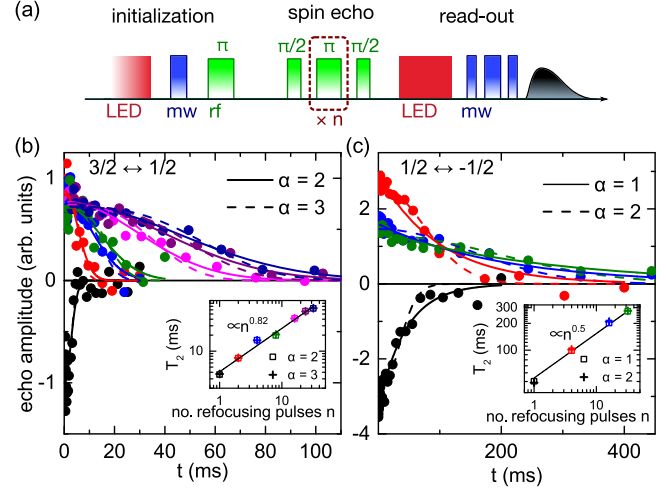 (a)
initialization
spin echo
read-out
π
π/2
π
π/2
LED
mw
rf
× n
LED
mw
(b)
3/2 ↔ 1/2
α = 2
α = 3
echo amplitude (arb. units)
1
0
-1
0
20
40
60
80
100
t (ms)
T2 (ms)
10
∝n^0.82
α = 2
α = 3
1
10
no. refocusing pulses n
(c)
1/2 ↔ -1/2
α = 1
α = 2
2
0
-2
-4
200
400
t (ms)
T2 (ms)
300
100
∝n^0.5
α = 1
α = 2
1
10
no. refocusing pulses n